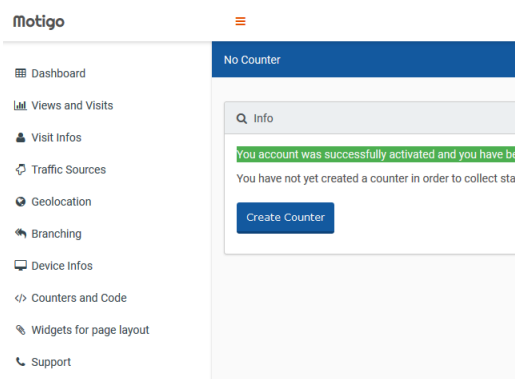 Motigo
No Counter
Dashboard
Views and Visits
Visit Infos
Traffic Sources
Geolocation
Branching
Device Infos
Counters and Code
Widgets for page layout
Support
Info
You account was successfully activated and you have
You have not yet created a counter in order to collect
Create Counter